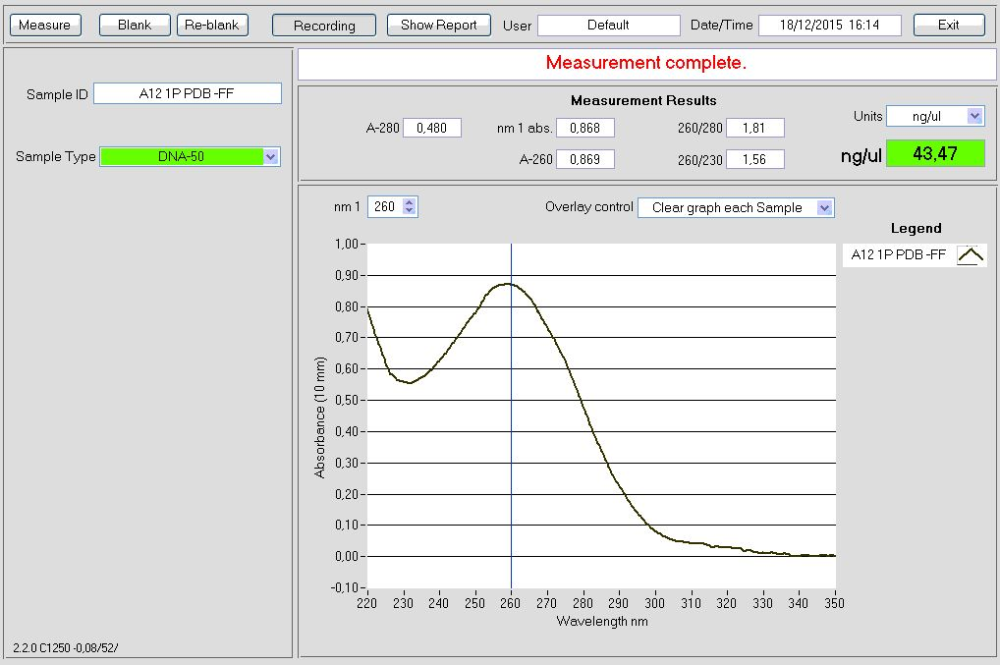 Measure Blank Re-blank Recording Show Report User Default Date/Time 18/12/2015 16:14 Exit
Sample ID A12 1P PDB -FF
Sample Type DNA-50
Measurement complete.
Measurement Results
A-280 0,480 nm 1 abs. 0,868 260/280 1,81
A-260 0,869 260/230 1,56
Units ng/ul
ng/ul 43,47
nm 1 260 Overlay control Clear graph each Sample
Legend
A12 1P PDB -FF
1,00
0,90
0,80
0,70
0,60
0,50
0,40
0,30
0,20
0,10
0,00
-0,10
Absorbance (10 mm)
220 230 240 250 260 270 280 290 300 310 320 330 340 350
Wavelength nm
2.2.0 C1250 -0,08/52/